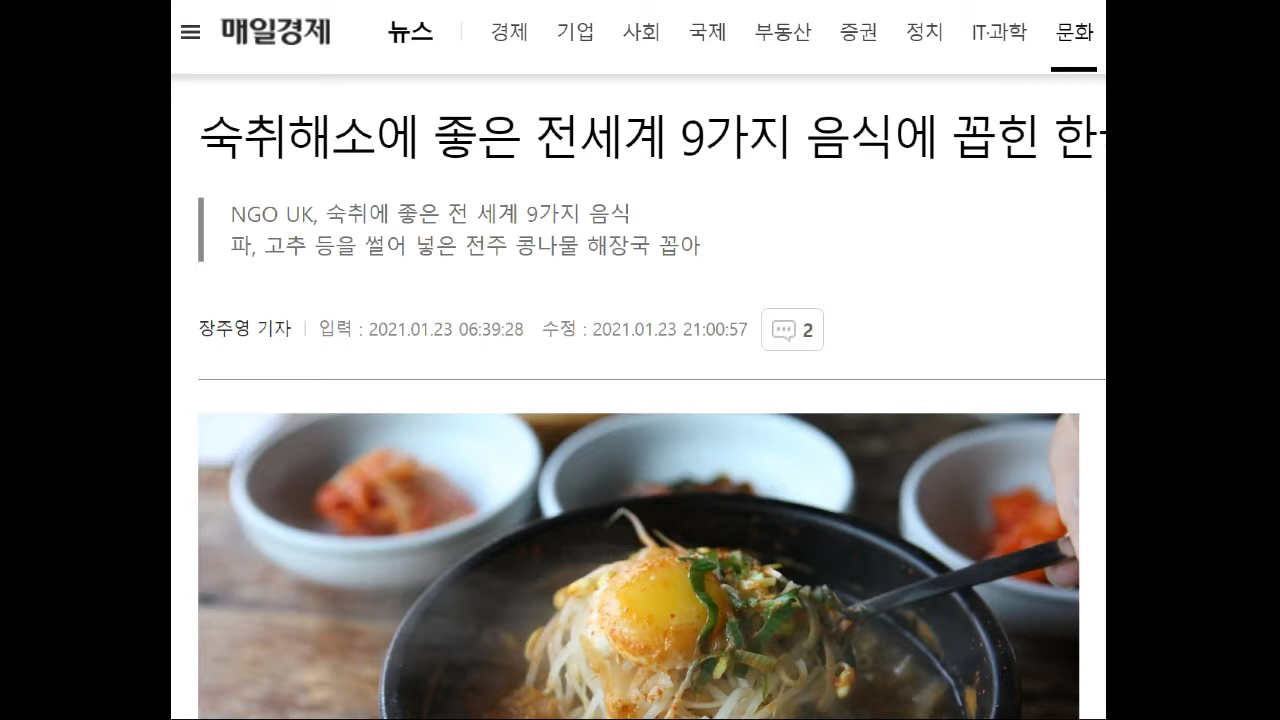 매일경제 뉴스 경제 기업 사회 국제 부동산 증권 정치 IT·과학 문화
숙취해소에 좋은 전세계 9가지 음식에 꼽힌
NGO UK, 숙취에 좋은 전 세계 9가지 음식
파, 고추 등을 썰어 넣은 전주 콩나물 해장국 꼽아
장주영 기자 입력 : 2021.01.23 06:39:28 수정 : 2021.01.23 21:00:57 2